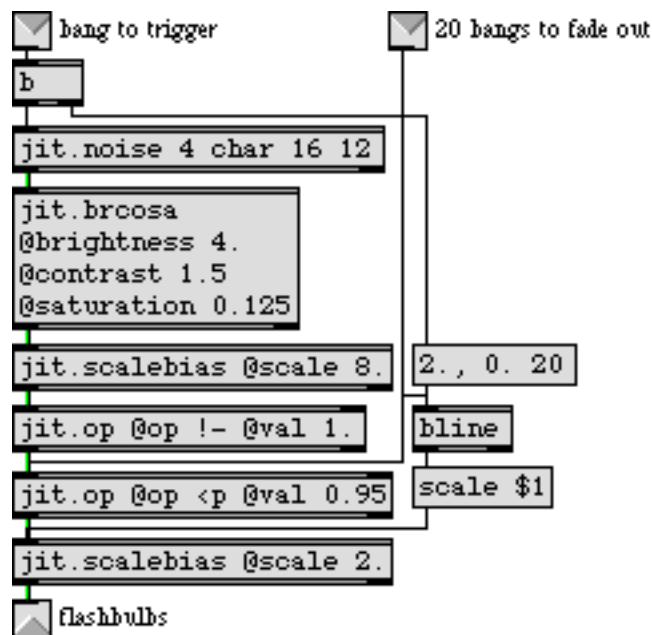 bang to trigger
20 bangs to fade out
b
jit.noise 4 char 16 12
jit.brcosa
@brightness 4.
@contrast 1.5
@saturation 0.125
jit.scalebias @scale 8.
2., 0. 20
jit.op @op !- @val 1.
bline
jit.op @op <p @val 0.95
scale $1
jit.scalebias @scale 2.
flashbulbs